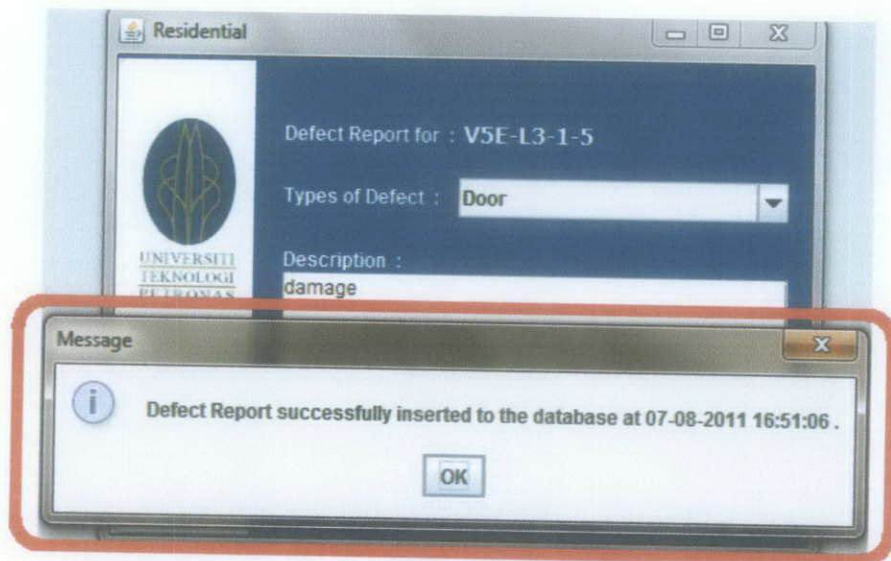 Residential
Defect Report for : V5E-L3-1-5
Types of Defect : Door
UNIVERSITI
TEKNOLOGI
PETRONAS
Description :
damage
Message
Defect Report successfully inserted to the database at 07-08-2011 16:51:06 .
OK